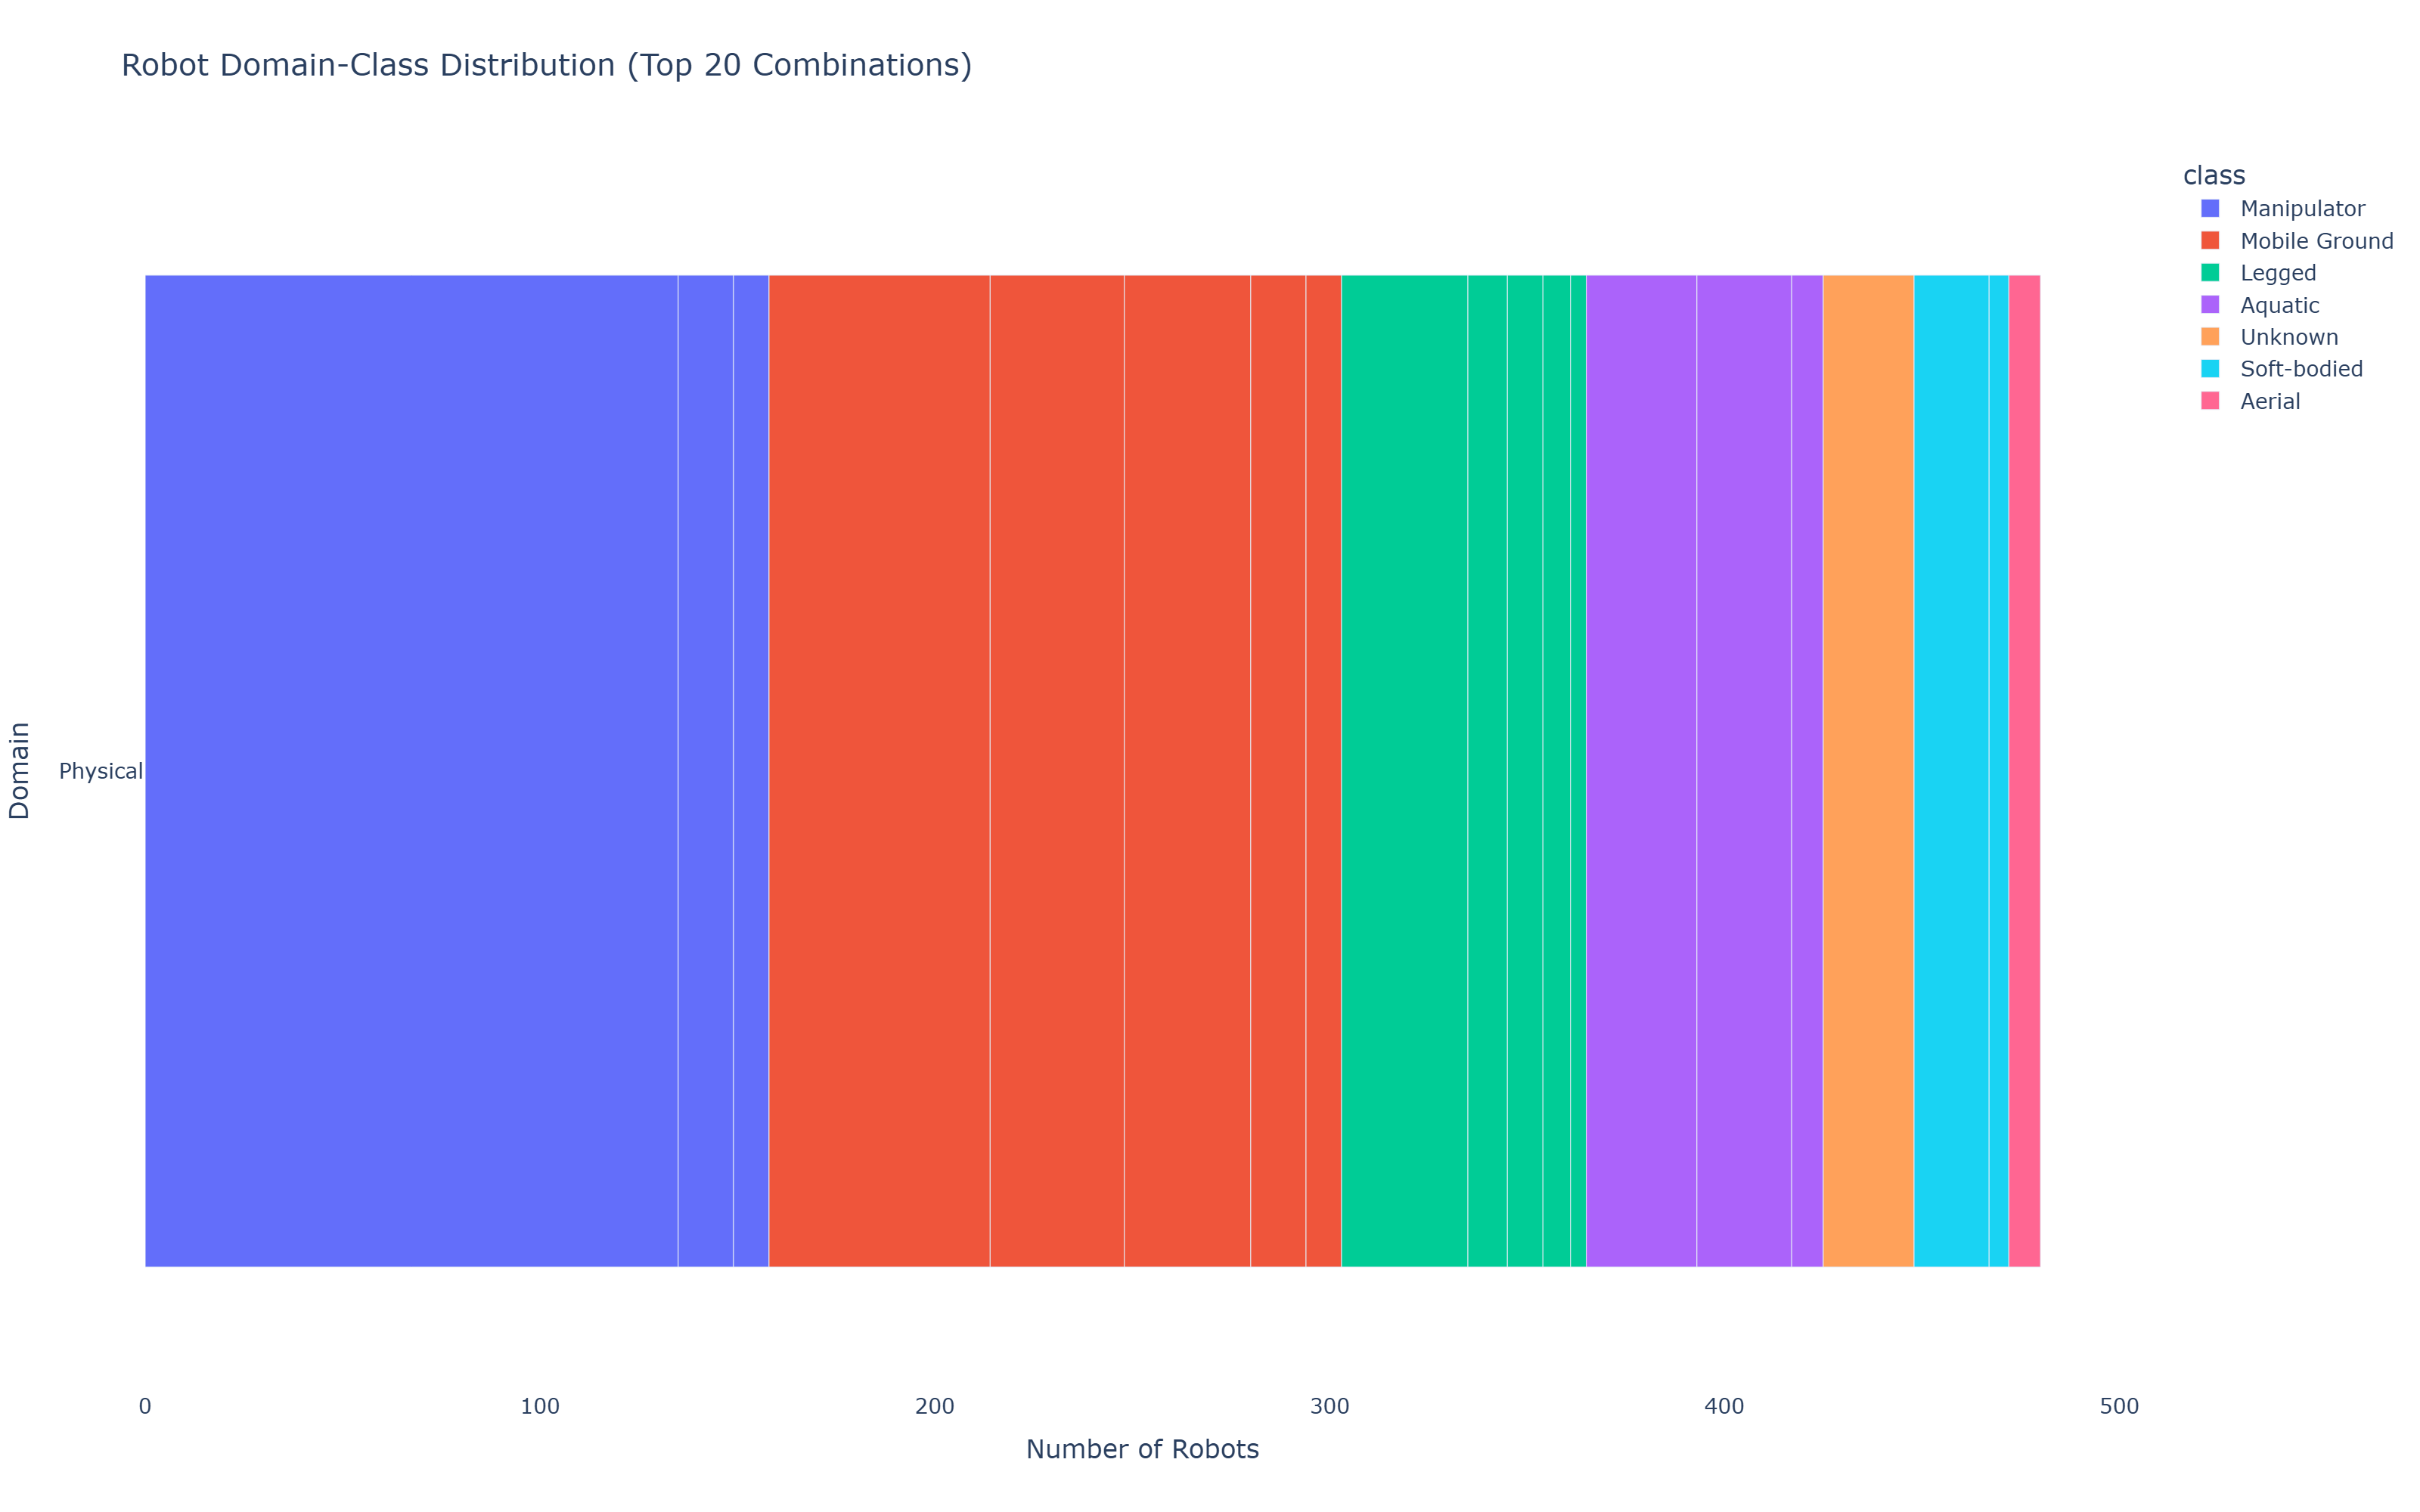 Robot Domain-Class Distribution (Top 20 Combinations)
class
Manipulator
Mobile Ground
Legged
Aquatic
Unknown
Soft-bodied
Aerial
Domain
Physical
0 100 200 300 400 500
Number of Robots